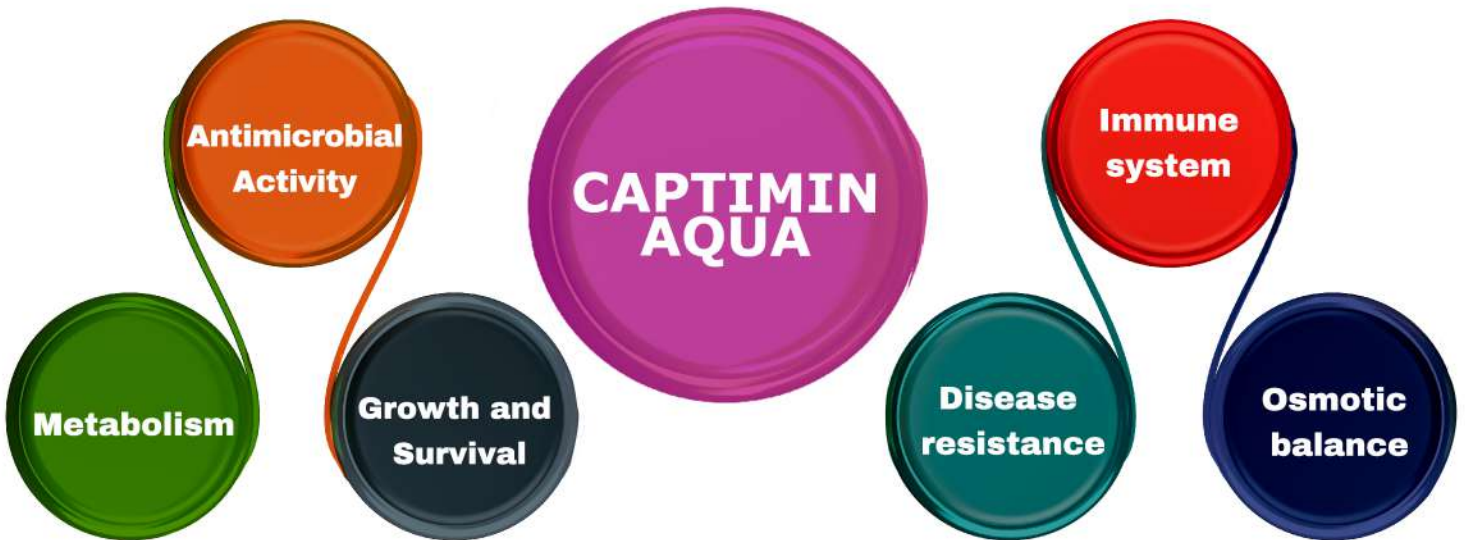 Antimicrobial
Activity
CAPTIMIN
AQUA
Immune
system
Metabolism
Growth and
Survival
Disease
resistance
Osmotic
balance